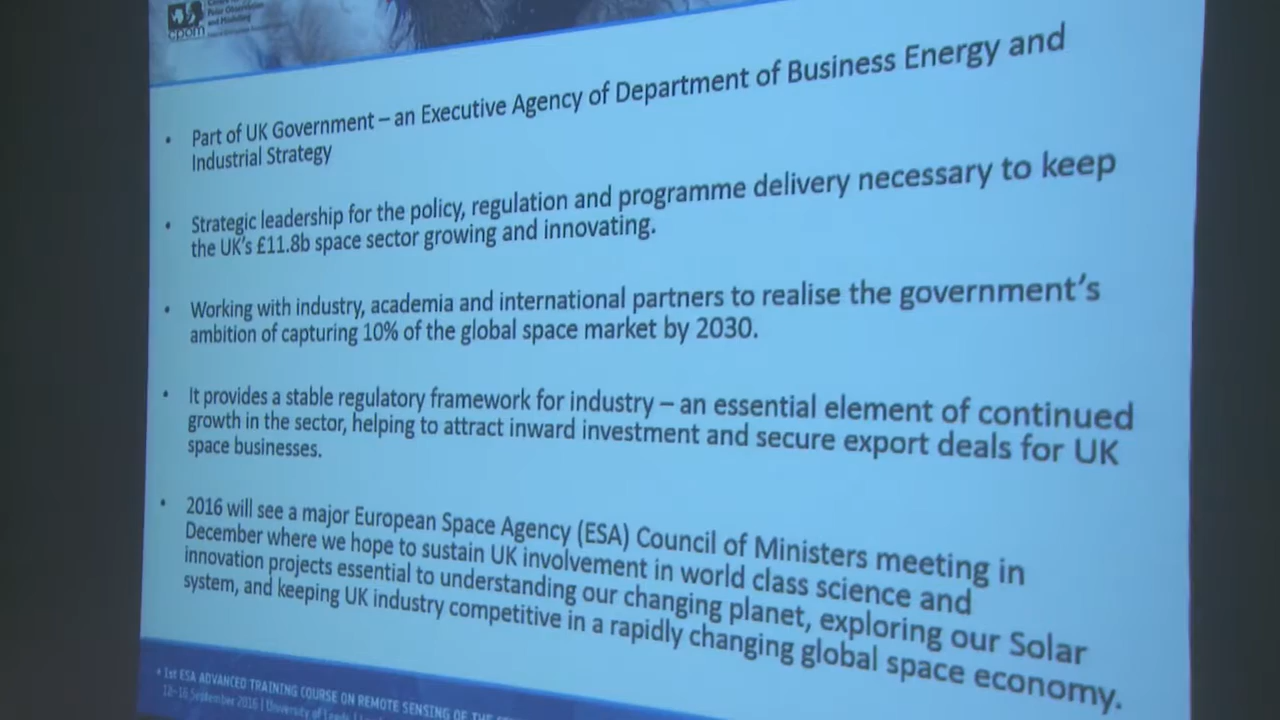 Polar Observation
and Modelling
cpom
• Part of UK Government – an Executive Agency of Department of Business Energy and
Industrial Strategy
• Strategic leadership for the policy, regulation and programme delivery necessary to keep
the UK's £11.8b space sector growing and innovating.
• Working with industry, academia and international partners to realise the government's
ambition of capturing 10% of the global space market by 2030.
• It provides a stable regulatory framework for industry – an essential element of continued
growth in the sector, helping to attract inward investment and secure export deals for UK
space businesses.
• 2016 will see a major European Space Agency (ESA) Council of Ministers meeting in
December where we hope to sustain UK involvement in world class science and
innovation projects essential to understanding our changing planet, exploring our Solar
system, and keeping UK industry competitive in a rapidly changing global space economy.
1st ESA ADVANCED TRAINING COURSE ON REMOTE SENSING OF THE
12–16 September 2016 | University of Leeds |